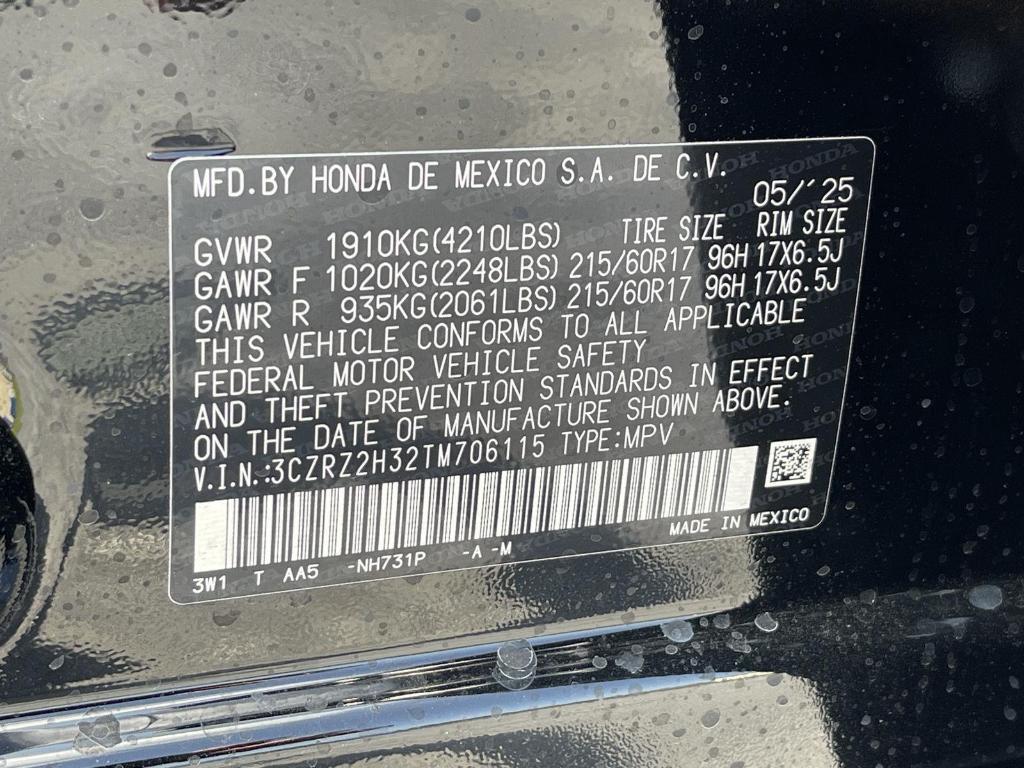 MFD.BY HONDA DE MEXICO S.A. DE C.V.
05/'25
GVWR 1910KG(4210LBS) TIRE SIZE RIM SIZE
GAWR F 1020KG(2248LBS) 215/60R17 96H 17X6.5J
GAWR R 935KG(2061LBS) 215/60R17 96H 17X6.5J
THIS VEHICLE CONFORMS TO ALL APPLICABLE
FEDERAL MOTOR VEHICLE SAFETY
AND THEFT PREVENTION STANDARDS IN EFFECT
ON THE DATE OF MANUFACTURE SHOWN ABOVE.
V.I.N.:3CZRZ2H32TM706115 TYPE:MPV
MADE IN MEXICO
3W1 T AA5 -NH731P -A -M